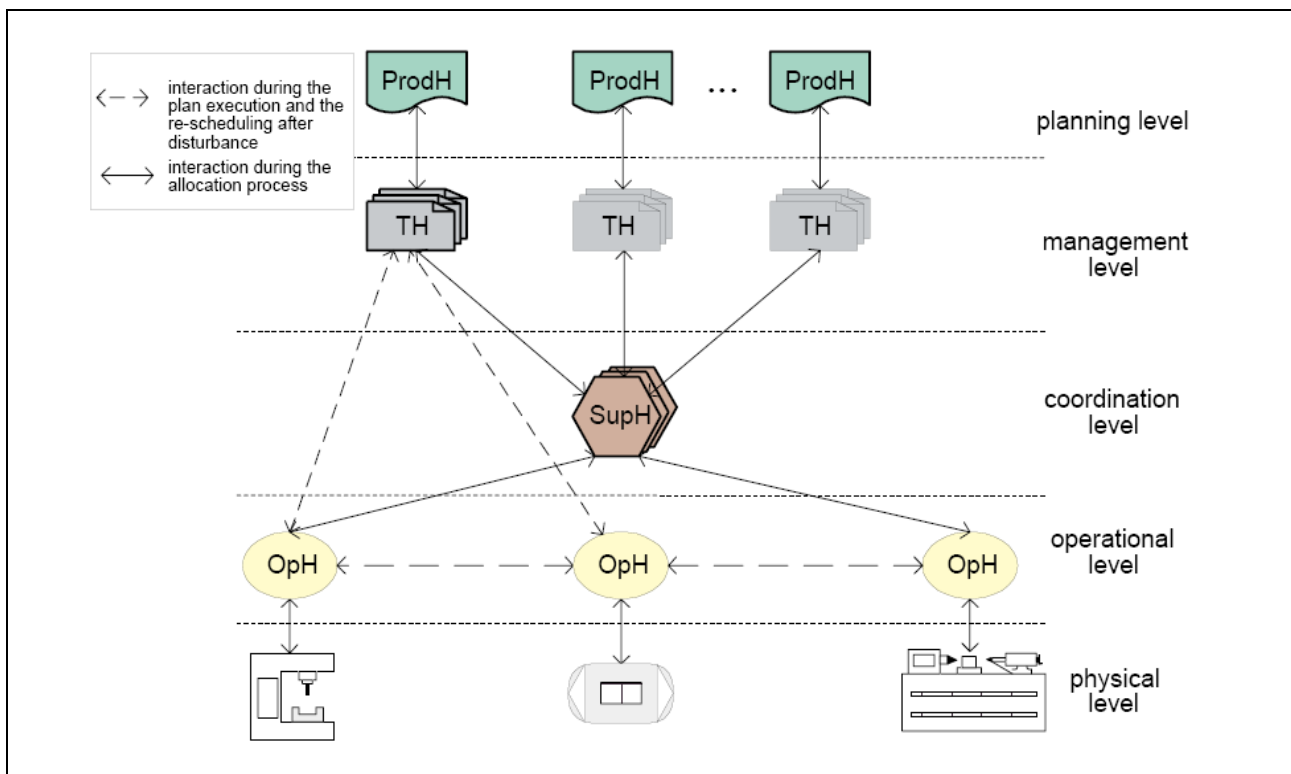 interaction during the
plan execution and the
re-scheduling after
disturbance
interaction during the
allocation process
ProdH
ProdH
...
ProdH
planning level
TH
TH
TH
management
level
SupH
coordination
level
OpH
OpH
OpH
operational
level
physical
level